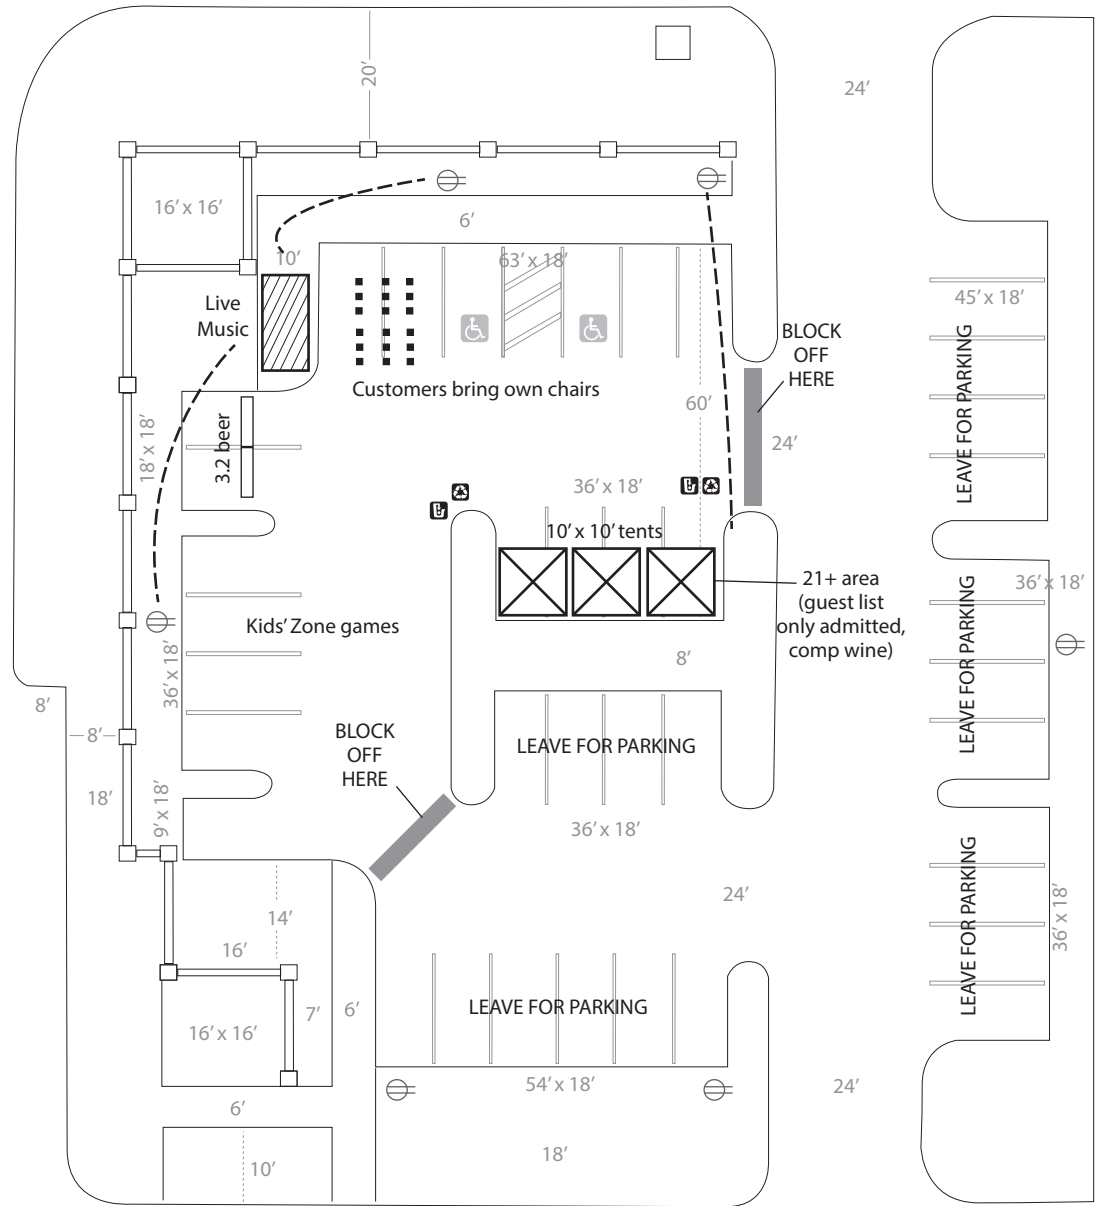 20’
24’
16’ x 16’
6’
10’
63’ x 18’
45’ x 18’
Live
Music
BLOCK
OFF
HERE
LEAVE FOR PARKING
Customers bring own chairs
60’
3.2 beer
18’ x 18’
24’
36’ x 18’
10’ x 10’ tents
21+ area
(guest list
only admitted,
comp wine)
36’ x 18’
LEAVE FOR PARKING
Kids’ Zone games
36’ x 18’
8’
8’
8’
BLOCK
OFF
HERE
LEAVE FOR PARKING
18’
9’ x 18’
36’ x 18’
24’
LEAVE FOR PARKING
36’ x 18’
14’
16’
7’
6’
16’ x 16’
LEAVE FOR PARKING
54’ x 18’
24’
6’
18’
10’